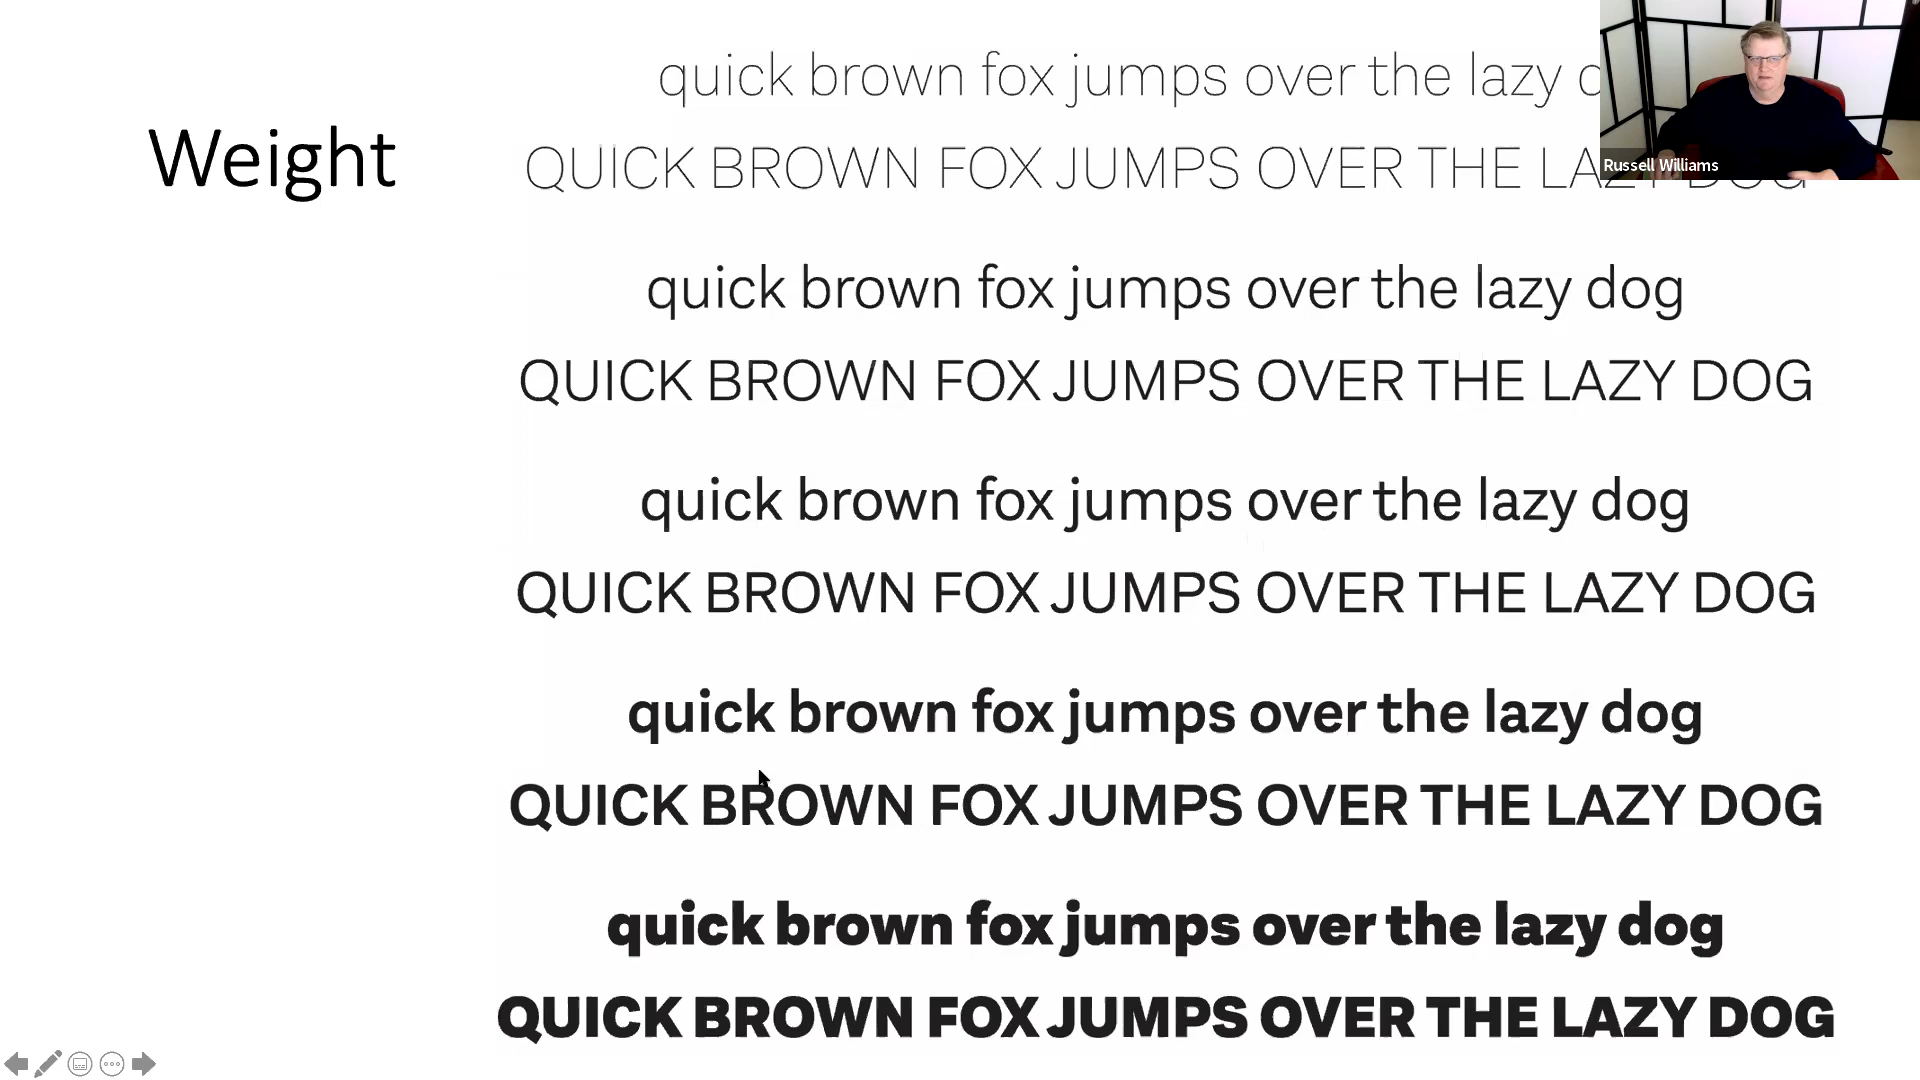 Weight
quick brown fox jumps over the lazy
QUICK BROWN FOX JUMPS OVER THE LAZY DOG
quick brown fox jumps over the lazy dog
QUICK BROWN FOX JUMPS OVER THE LAZY DOG
quick brown fox jumps over the lazy dog
QUICK BROWN FOX JUMPS OVER THE LAZY DOG
quick brown fox jumps over the lazy dog
QUICK BROWN FOX JUMPS OVER THE LAZY DOG
quick brown fox jumps over the lazy dog
QUICK BROWN FOX JUMPS OVER THE LAZY DOG
Russell Williams